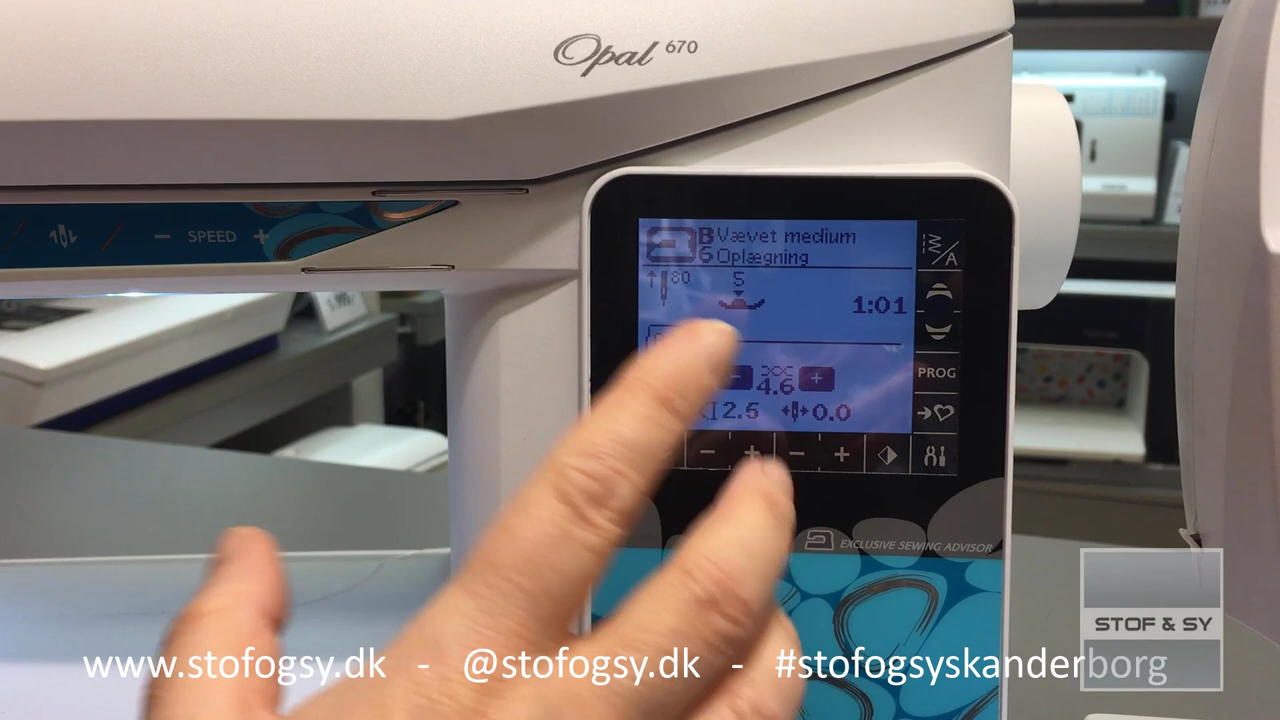 Opal 670
SPEED
B Vævet medium
6 Oplægning
80
5
1:01
4.6
2.5
0.0
A
PROG
EXCLUSIVE SEWING ADVISOR
STOF & SY
www.stofogsy.dk - @stofogsy.dk - #stofogsyskanderborg